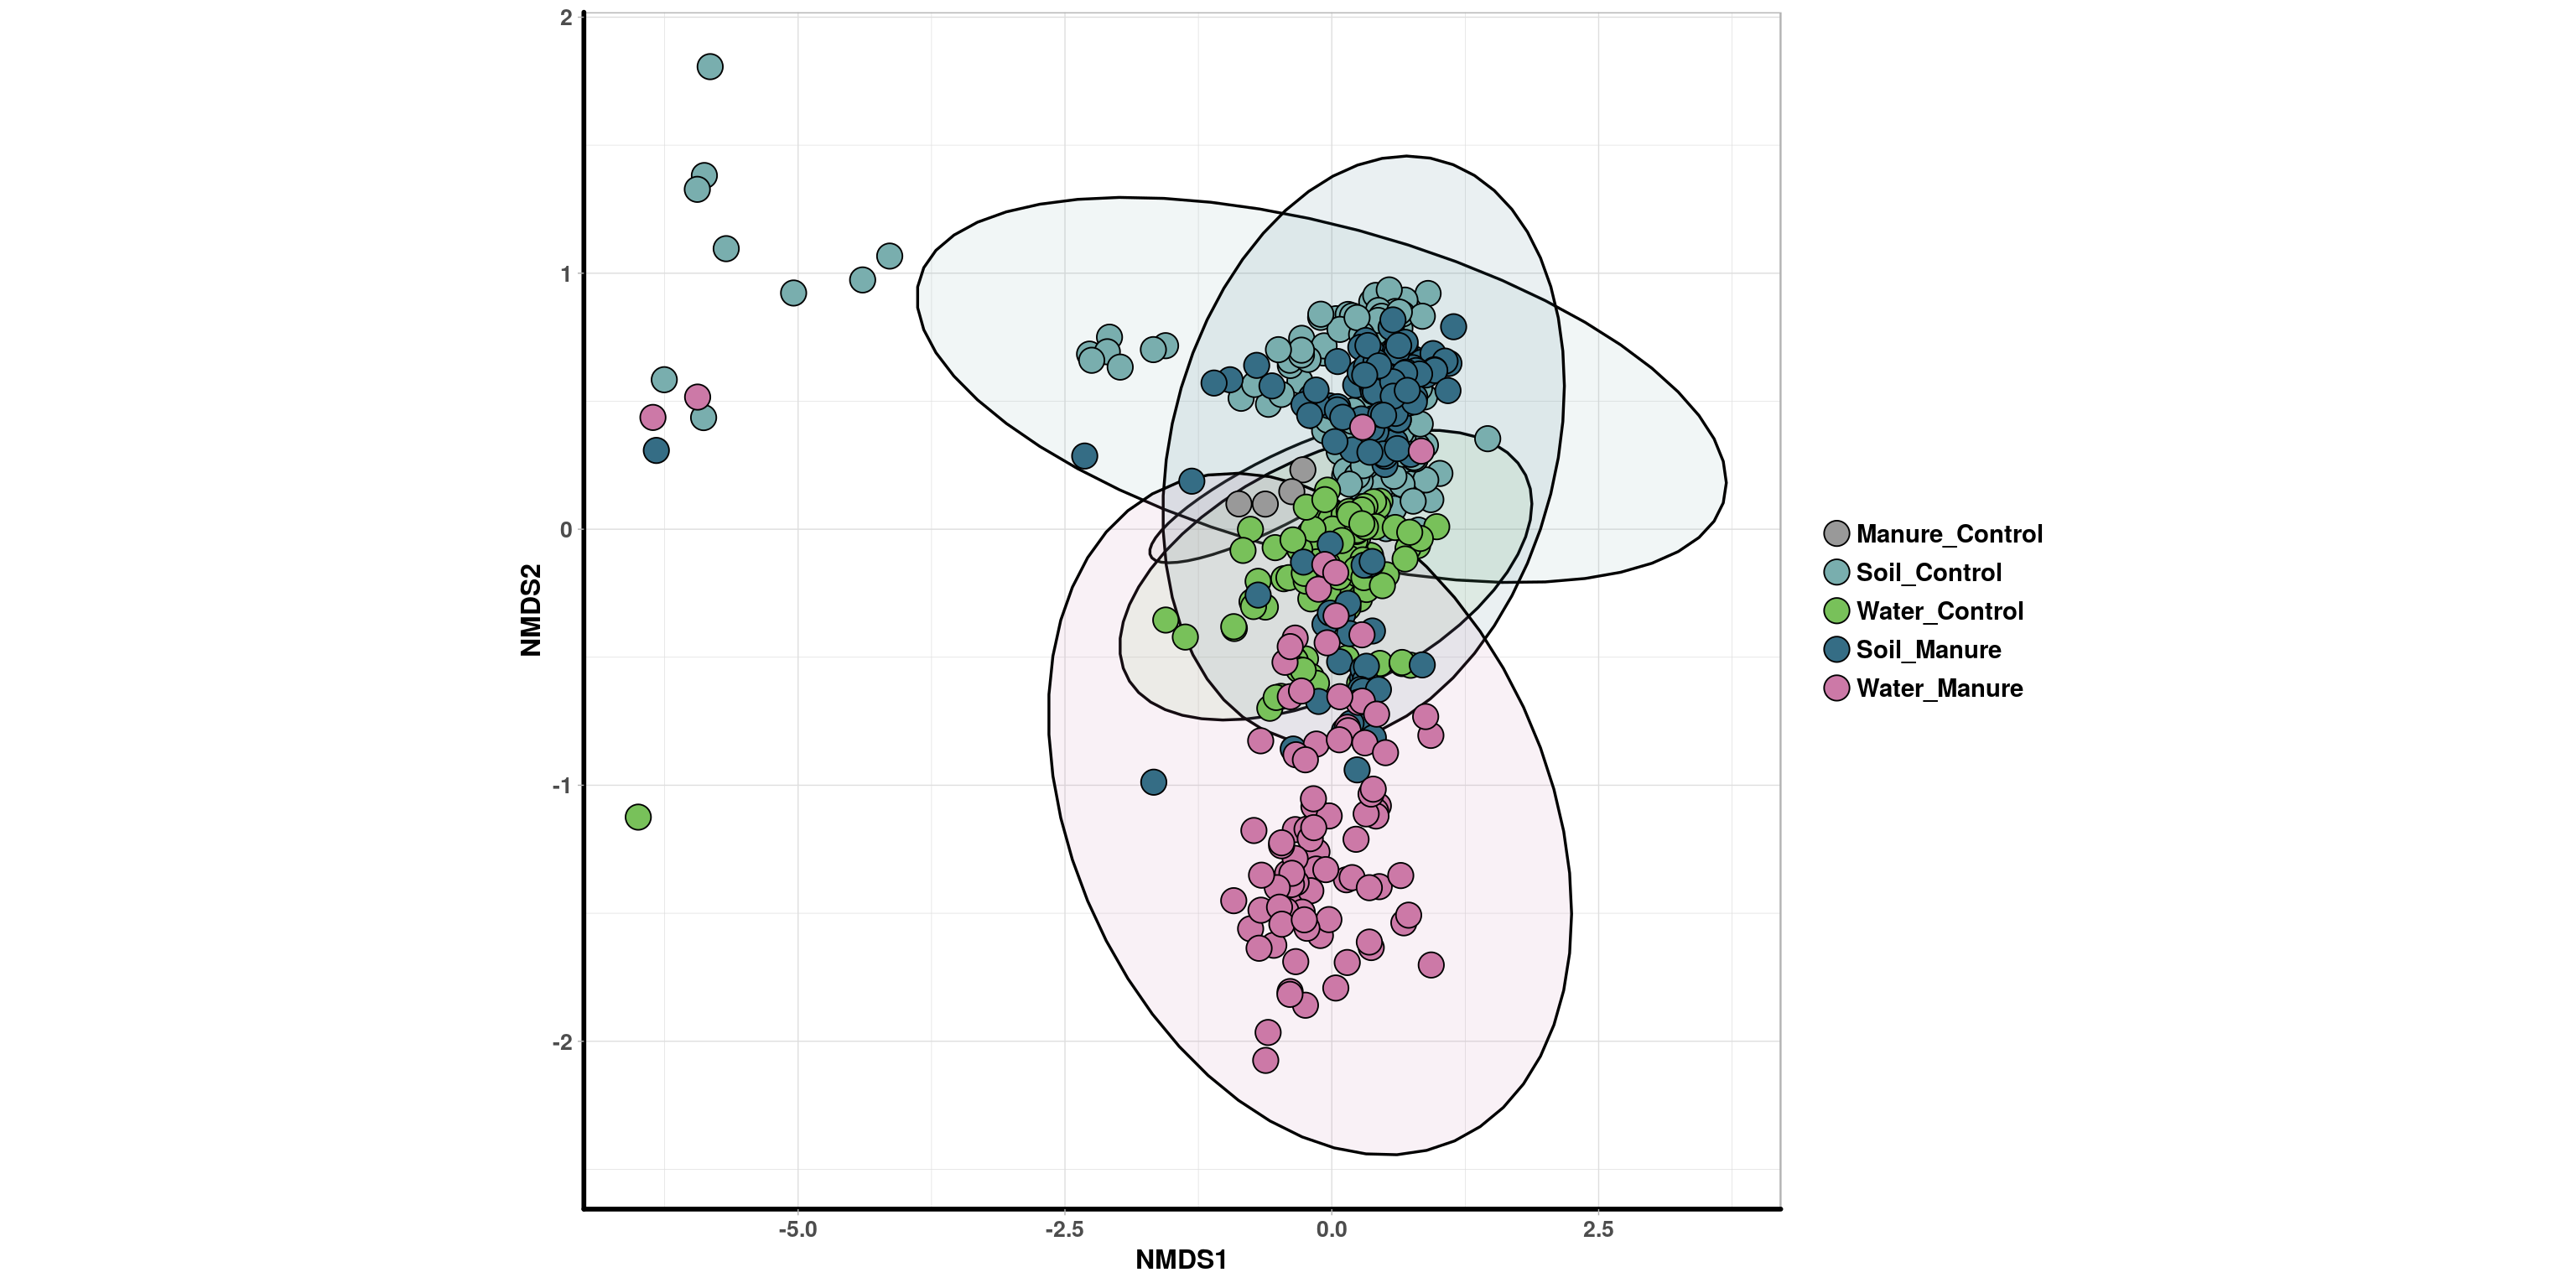 2
1
0
-1
-2
NMDS2
-5.0
-2.5
0.0
2.5
NMDS1
Manure_Control
Soil_Control
Water_Control
Soil_Manure
Water_Manure